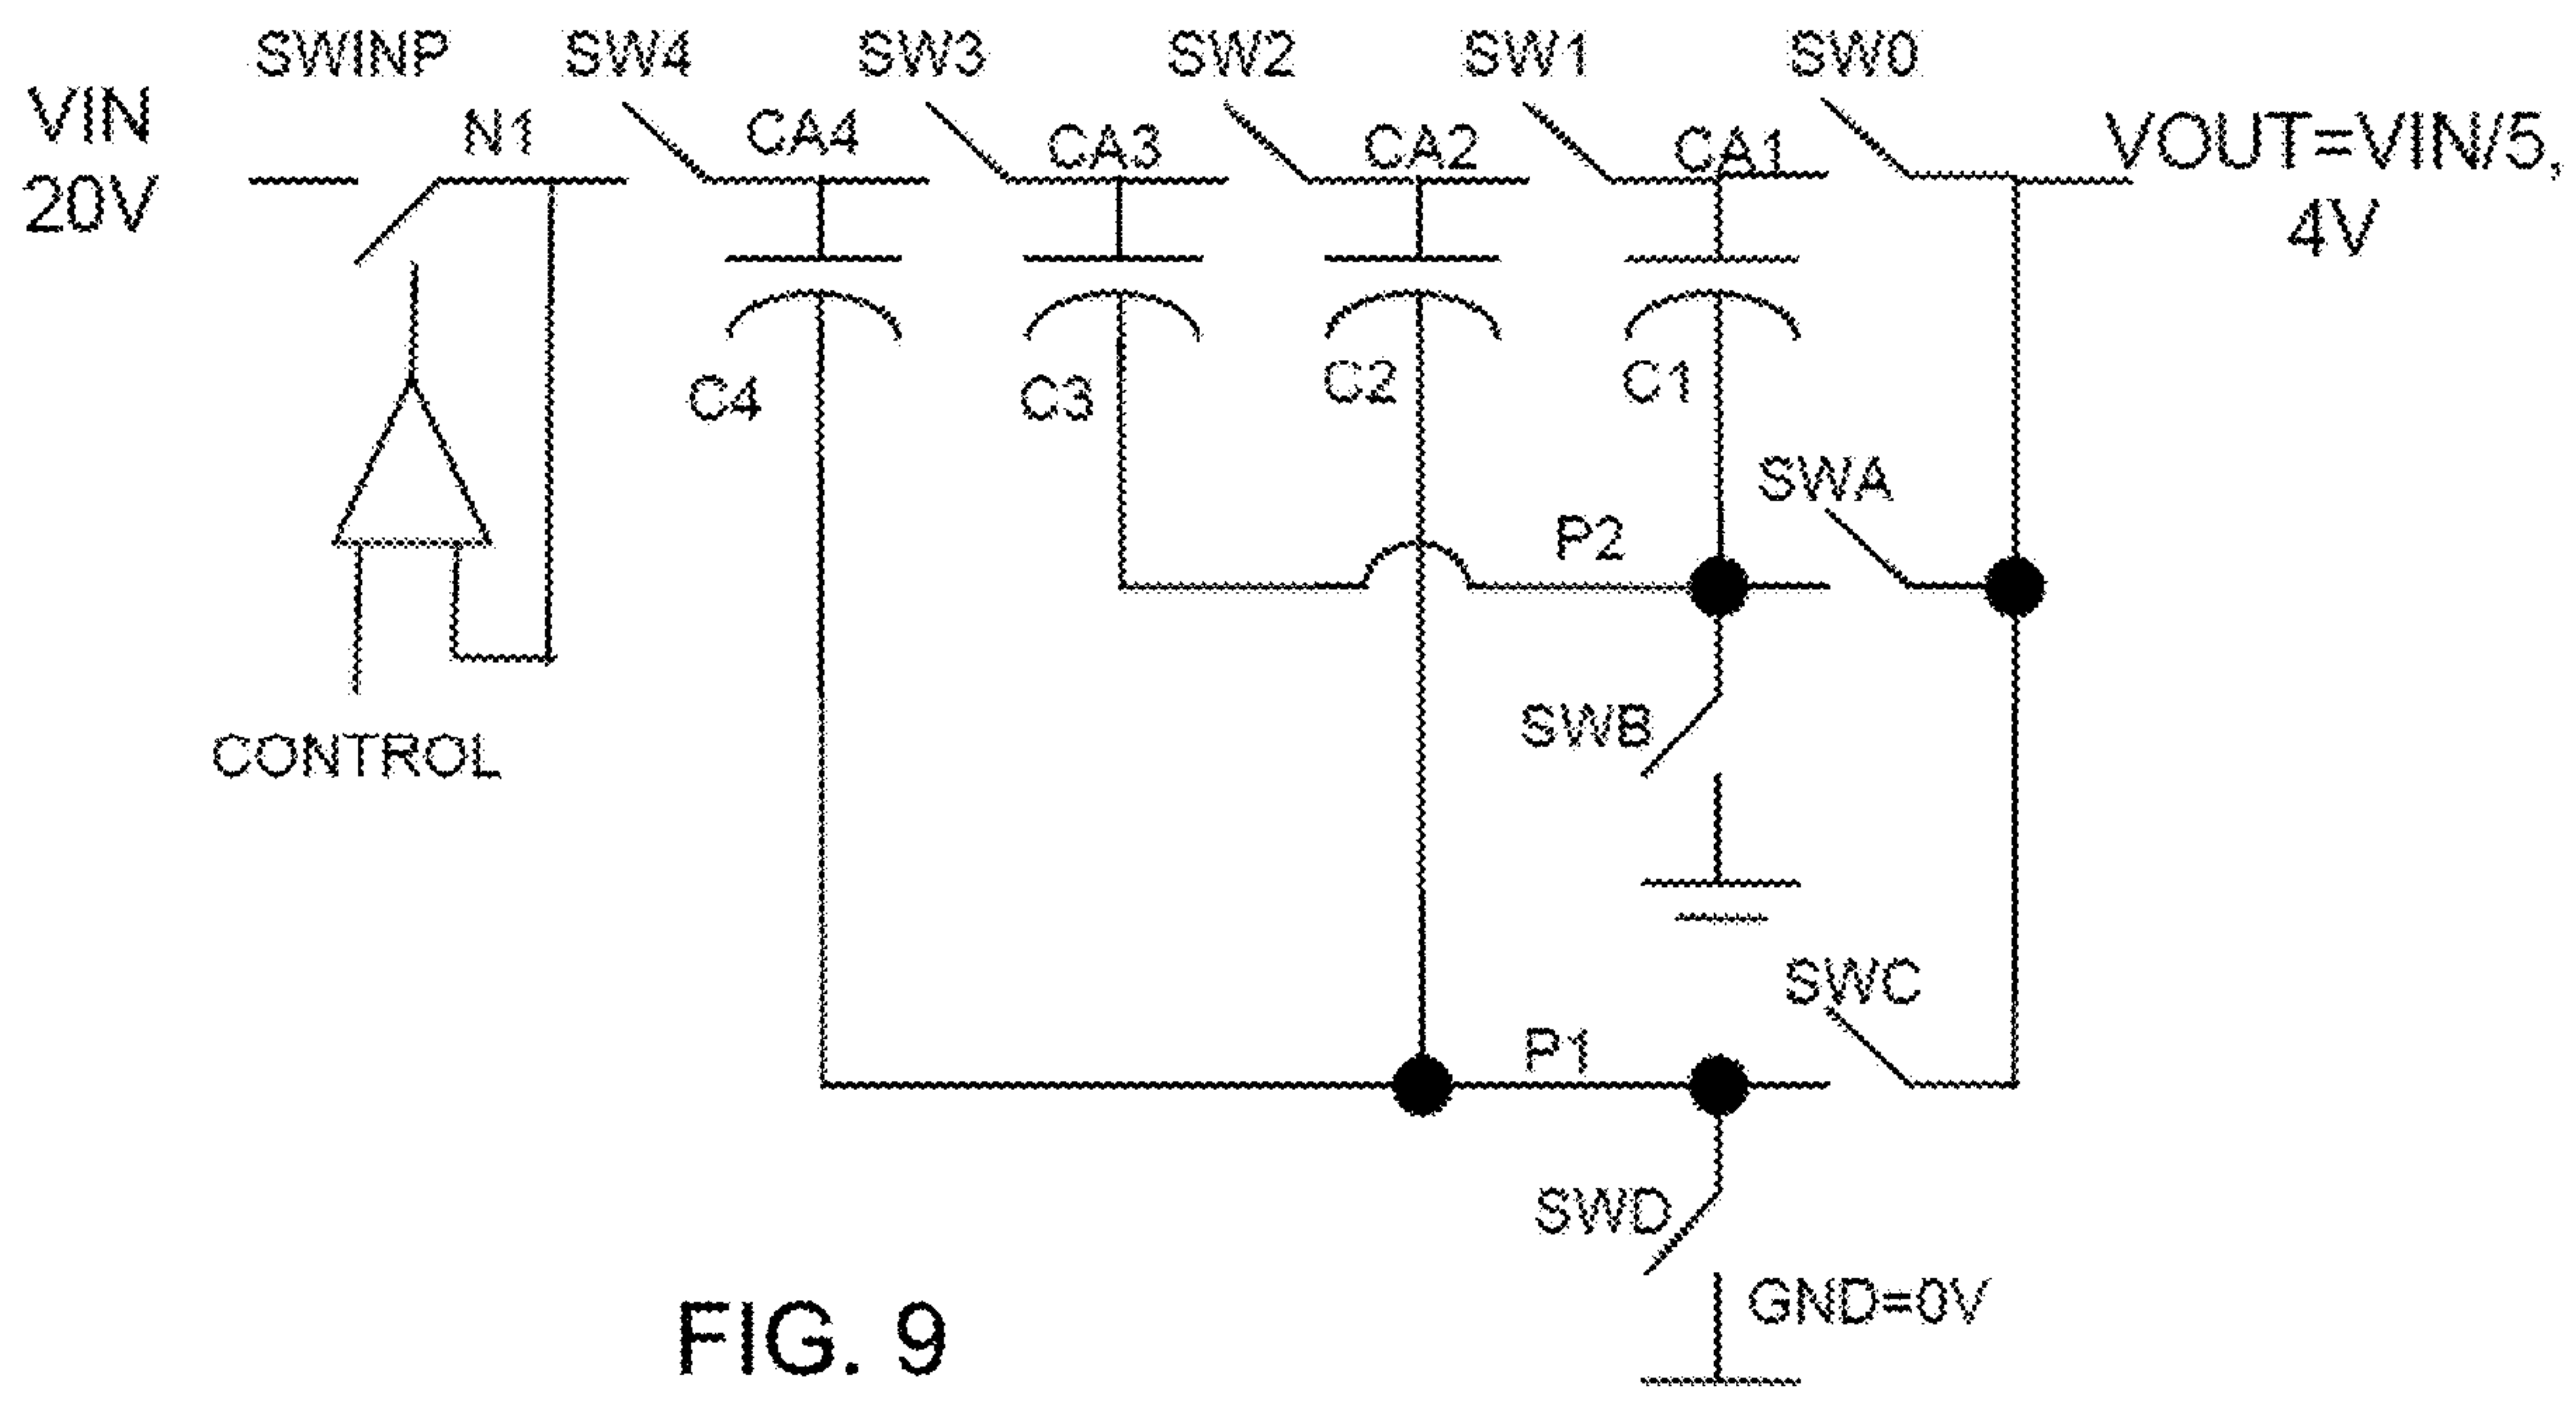 SWINP SW4 SW3 SW2 SW1 SW0
VIN
20V
N1 CA4 CA3 CA2 CA1
VOUT=VIN/5,
4V
C4 C3 C2 C1
SWA
P2
SWB
CONTROL
SWC
P1
SWD
GND=0V
FIG. 9